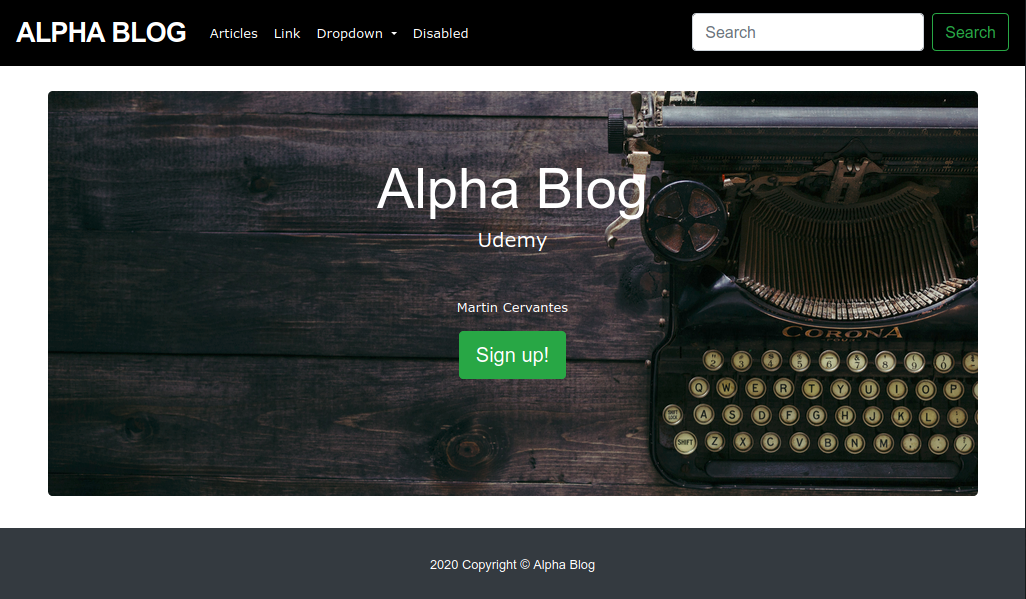 ALPHA BLOG Articles Link Dropdown Disabled Search Search
Alpha Blog
Udemy
Martin Cervantes
Sign up!
CORONA
Q W E R T Y U I O P
A S D F G H J K L
SHIFT Z X C V B N M
2020 Copyright © Alpha Blog